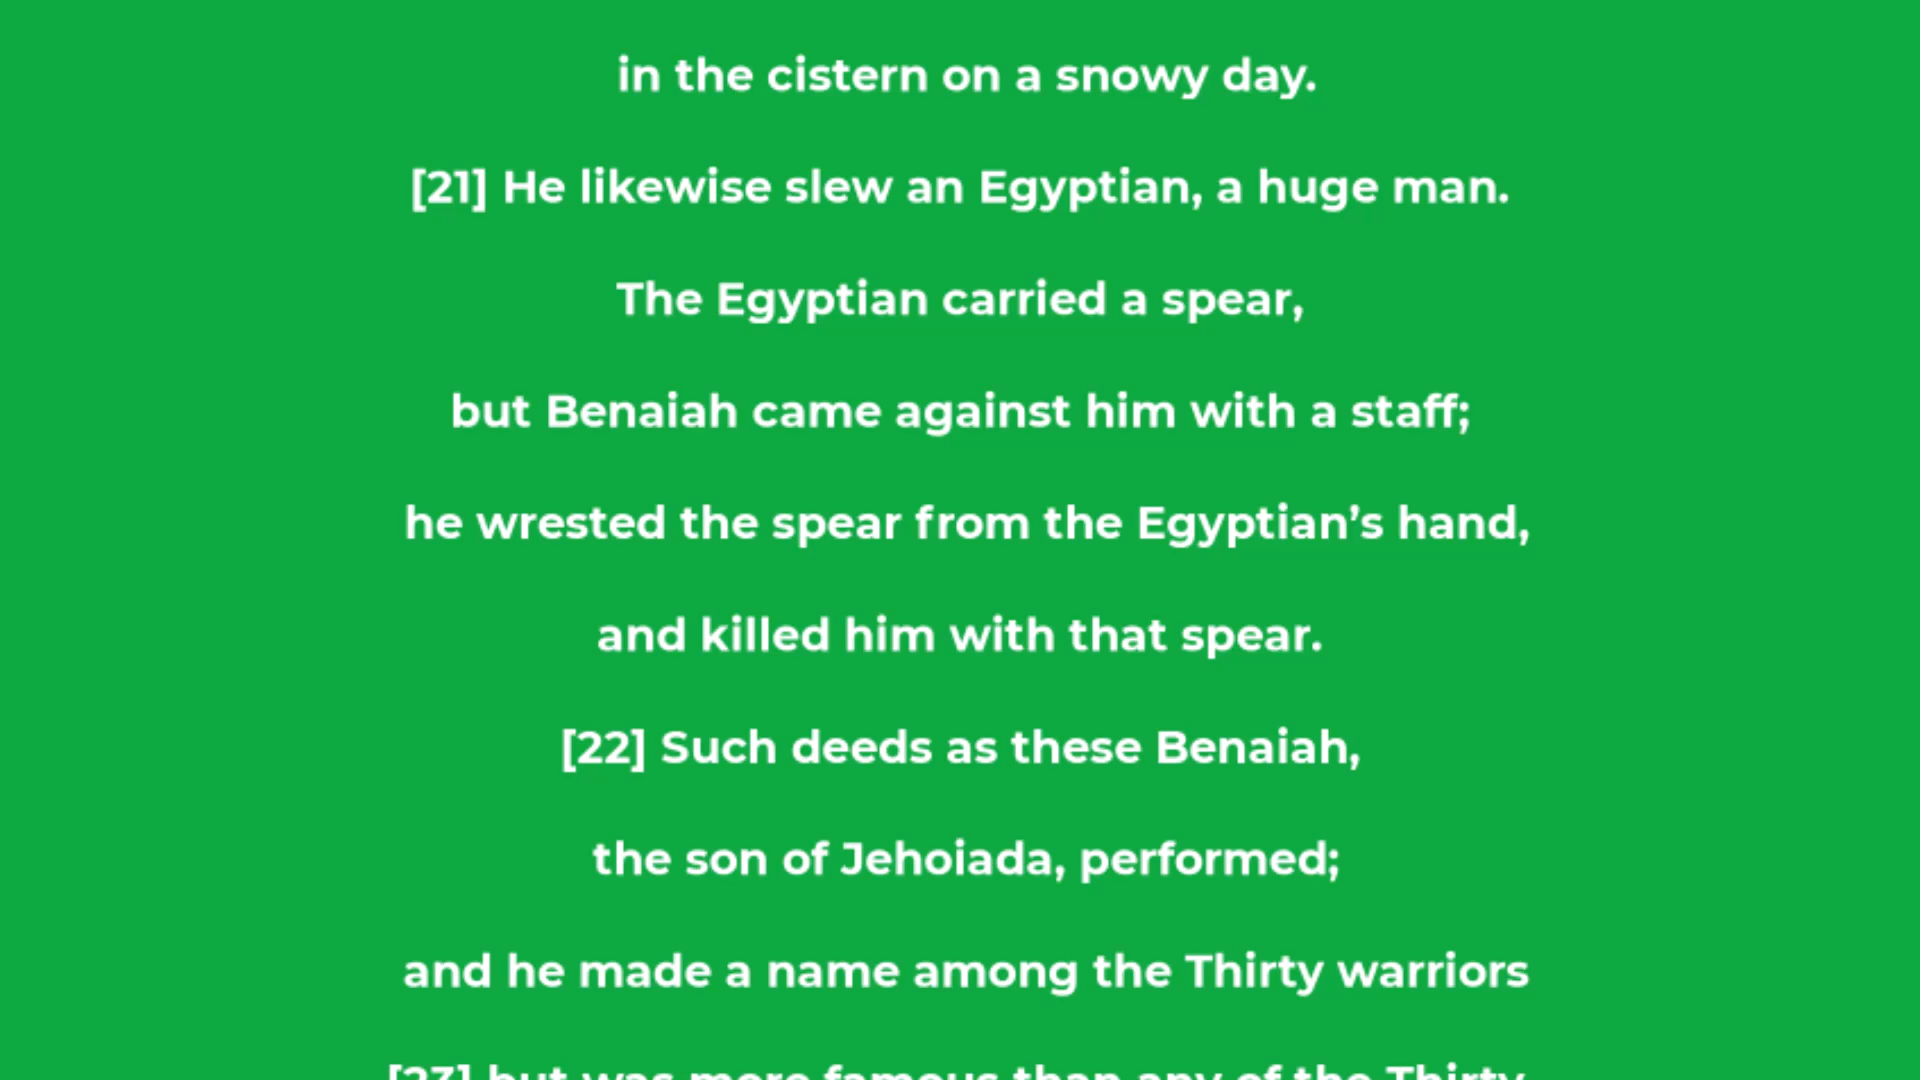 in the cistern on a snowy day.
[21] He likewise slew an Egyptian, a huge man.
The Egyptian carried a spear,
but Benaiah came against him with a staff;
he wrested the spear from the Egyptian’s hand,
and killed him with that spear.
[22] Such deeds as these Benaiah,
the son of Jehoiada, performed;
and he made a name among the Thirty warriors
[23] but was more famous than any of the Thirty,